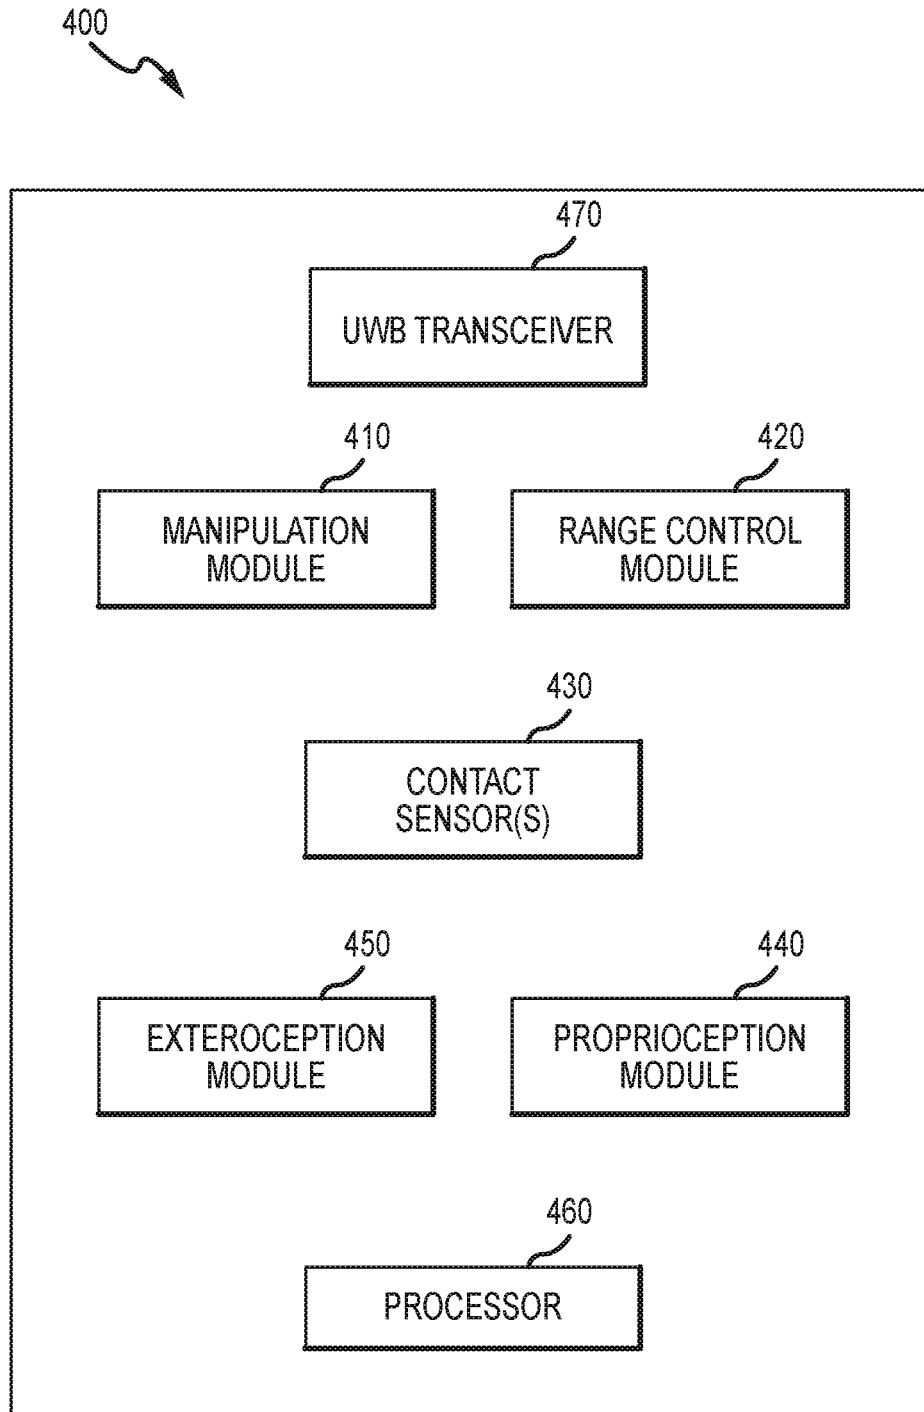 400
470
UWB TRANSCEIVER
410
420
MANIPULATION
MODULE
RANGE CONTROL
MODULE
430
CONTACT
SENSOR(S)
450
440
EXTEROCEPTION
MODULE
PROPRIOCEPTION
MODULE
460
PROCESSOR